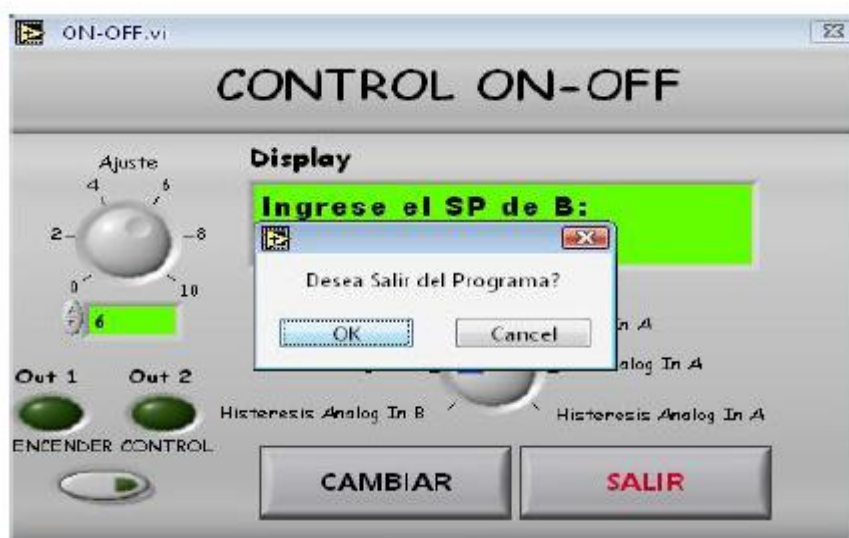 ON-OFF.vi
CONTROL ON-OFF
Ajuste
4 6
2 8
0 10
6
Display
Ingrese el SP de B:
Desea Salir del Programa?
OK Cancel
In A
Analog In A
Histeresis Analog In B
Histeresis Analog In A
Out 1 Out 2
ENCENDER CONTROL
CAMBIAR
SALIR